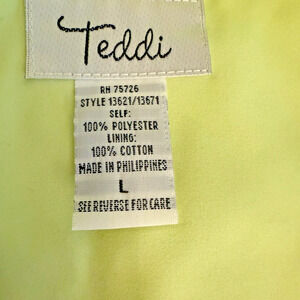 Teddi
RN 75726
STYLE 13621/13671
SELF:
100% POLYESTER
LINING:
100% COTTON
MADE IN PHILIPPINES
L
SEE REVERSE FOR CARE